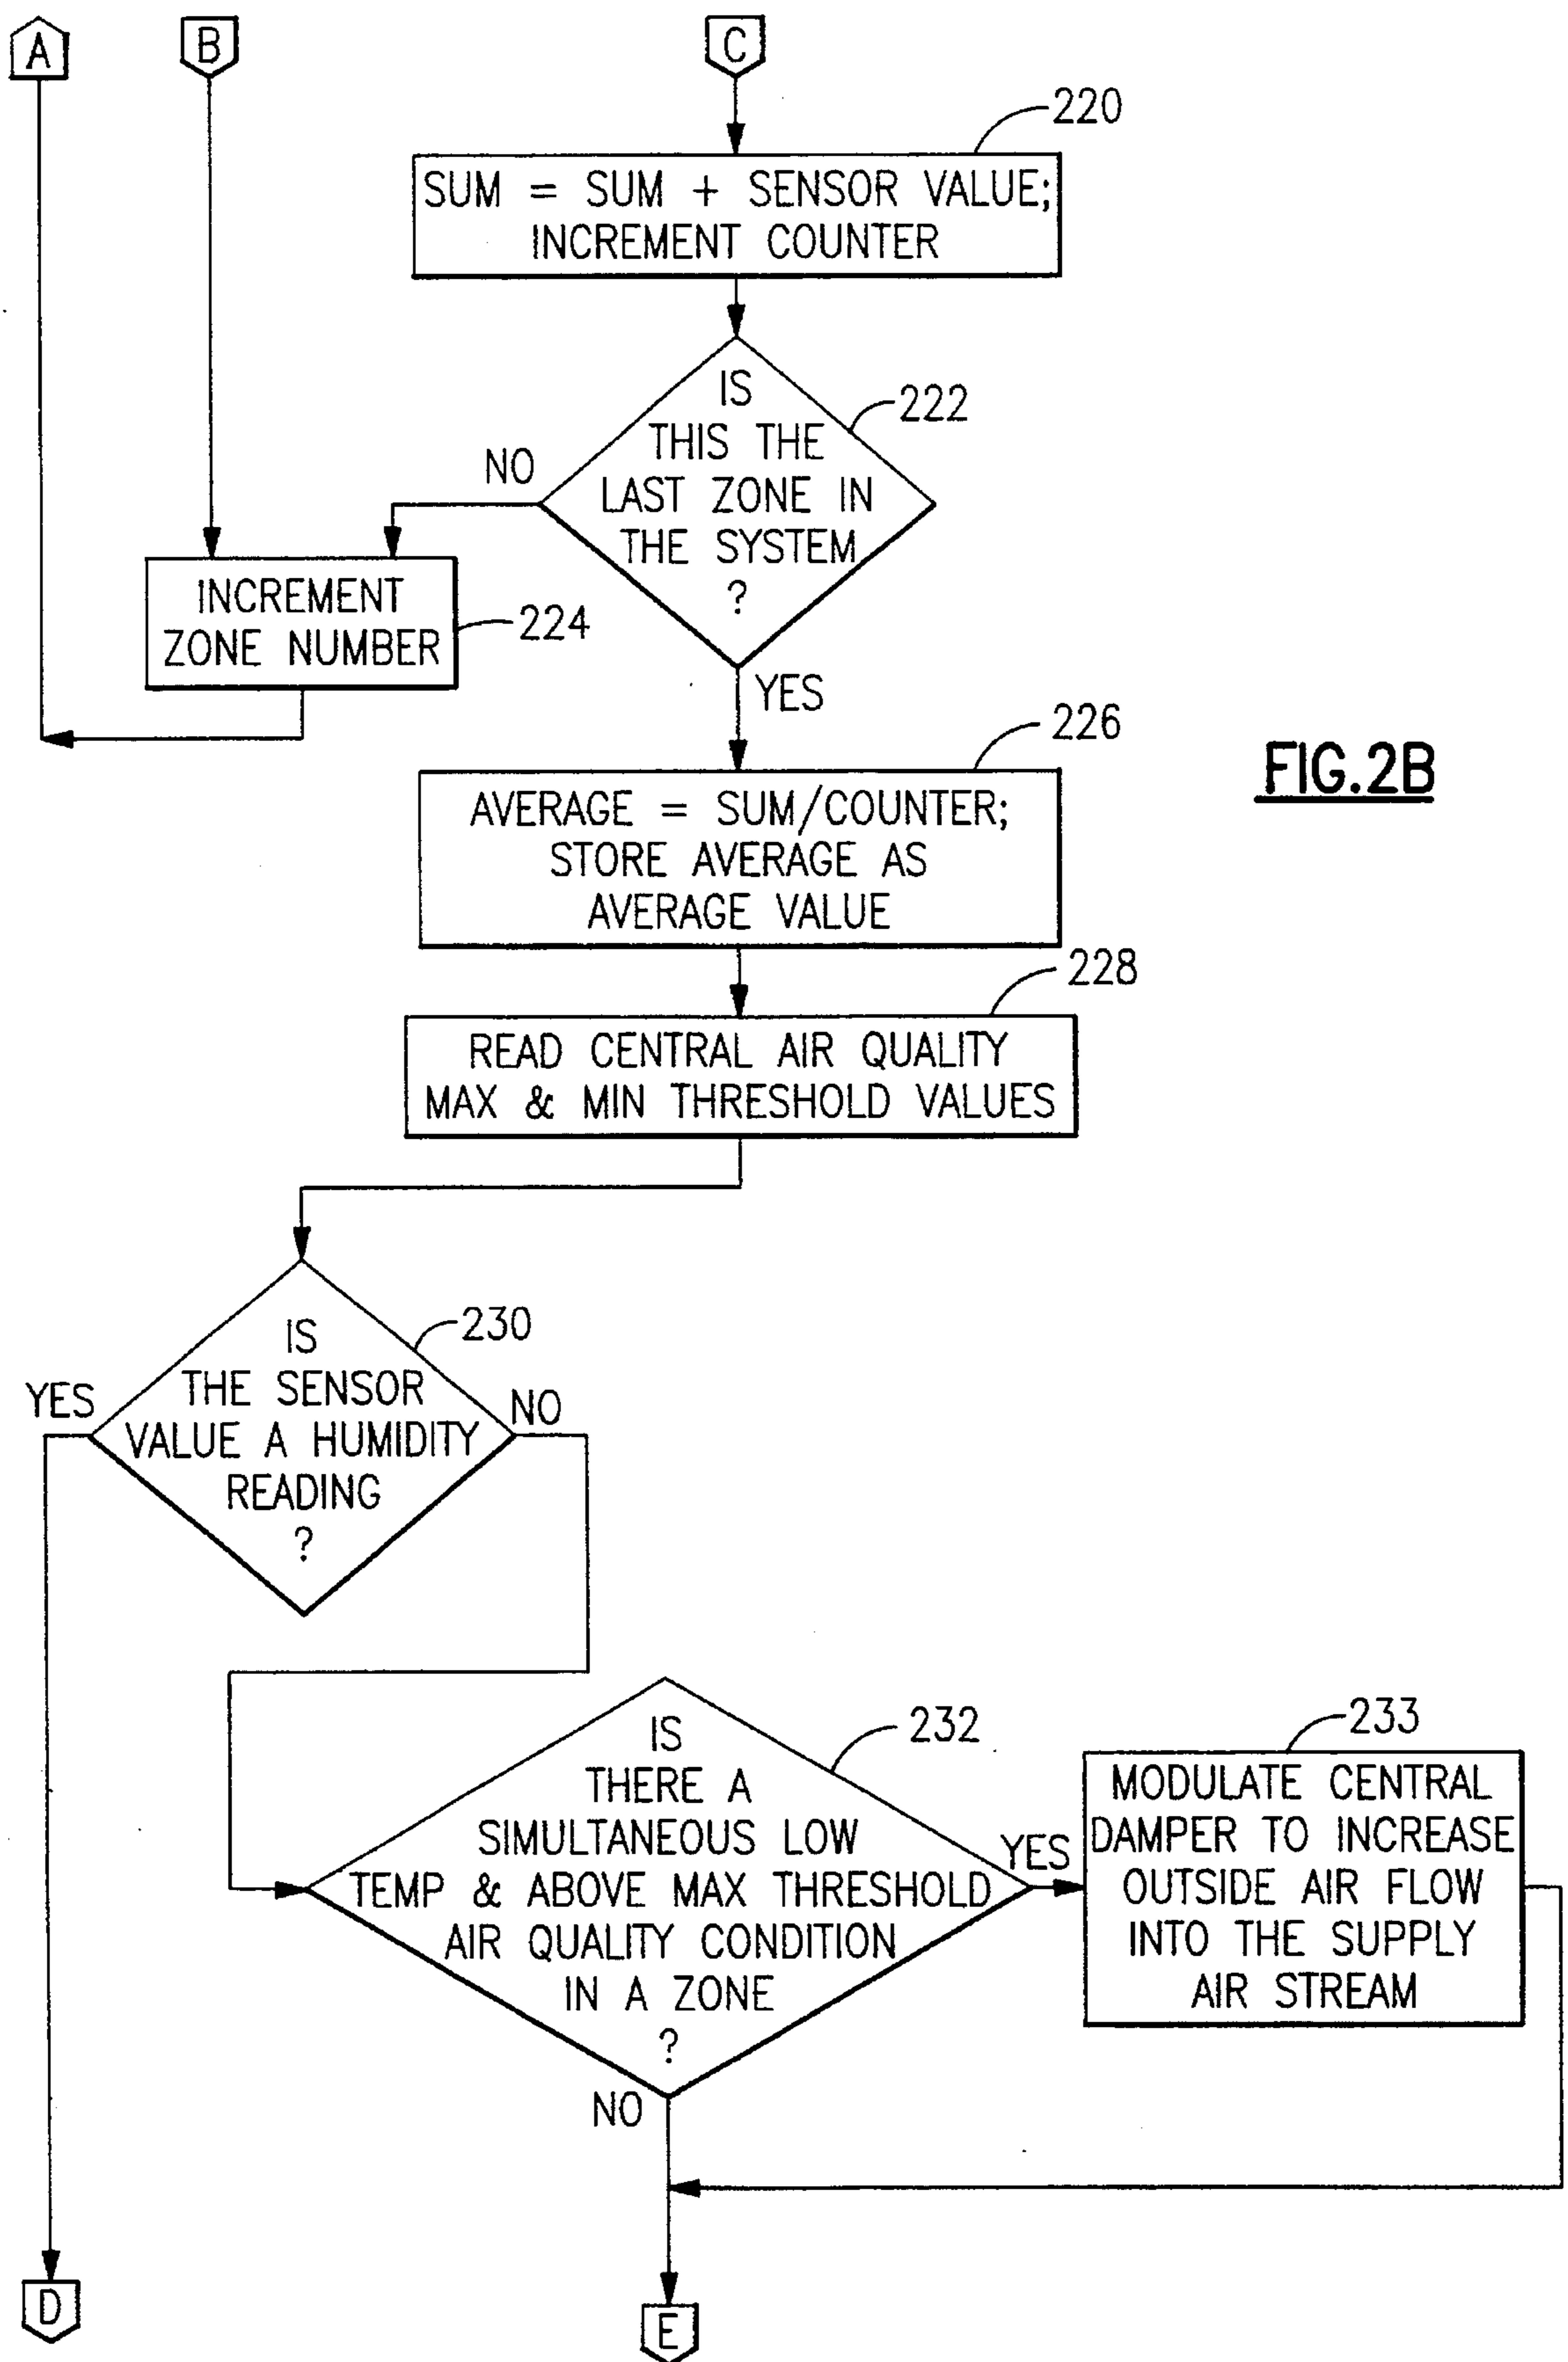 A
B
C
220
SUM = SUM + SENSOR VALUE;
INCREMENT COUNTER
IS
THIS THE
LAST ZONE IN
THE SYSTEM
?
222
NO
INCREMENT
ZONE NUMBER
224
YES
226
AVERAGE = SUM/COUNTER;
STORE AVERAGE AS
AVERAGE VALUE
FIG.2B
228
READ CENTRAL AIR QUALITY
MAX & MIN THRESHOLD VALUES
230
IS
THE SENSOR
VALUE A HUMIDITY
READING
?
YES
NO
232
IS
THERE A
SIMULTANEOUS LOW
TEMP & ABOVE MAX THRESHOLD
AIR QUALITY CONDITION
IN A ZONE
?
YES
233
MODULATE CENTRAL
DAMPER TO INCREASE
OUTSIDE AIR FLOW
INTO THE SUPPLY
AIR STREAM
NO
D
E